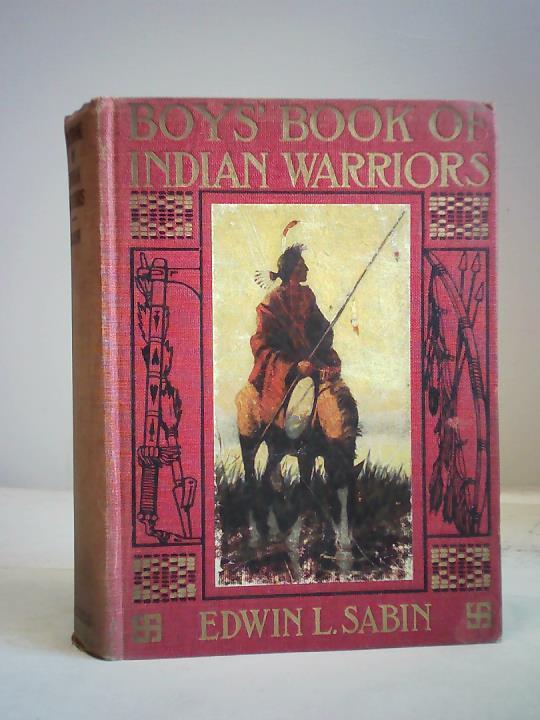 BOYS' BOOK OF
INDIAN WARRIORS
EDWIN L. SABIN